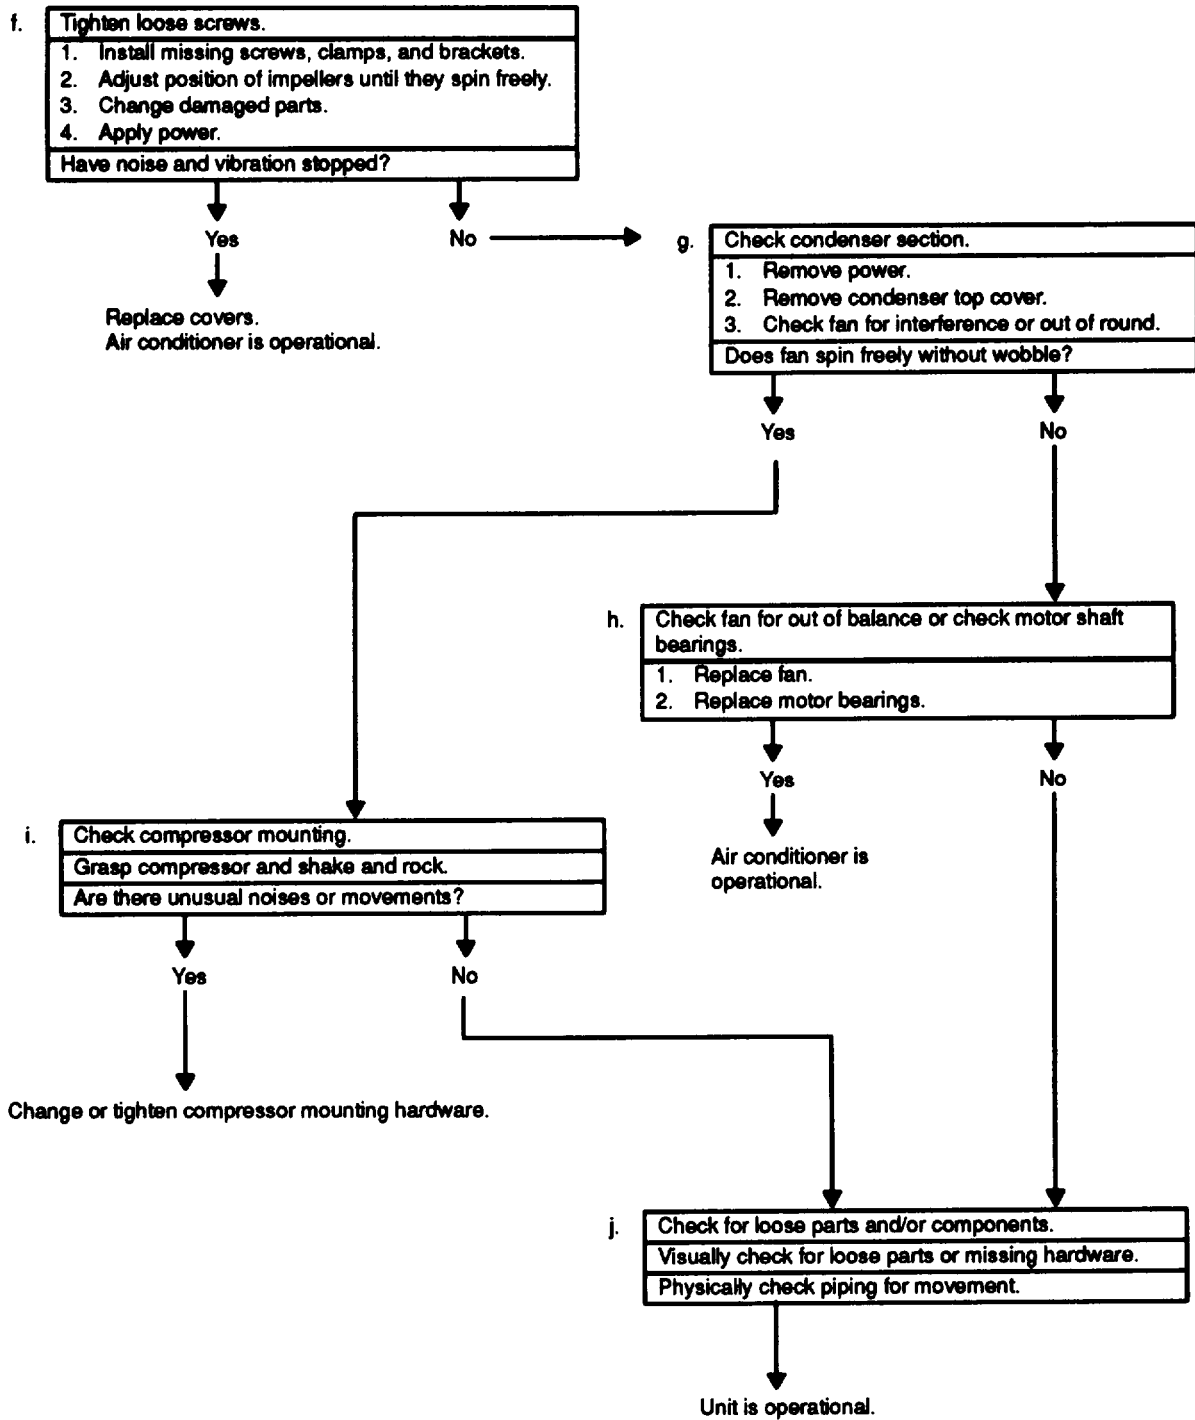 f. Tighten loose screws.
1. Install missing screws, clamps, and brackets.
2. Adjust position of impellers until they spin freely.
3. Change damaged parts.
4. Apply power.
Have noise and vibration stopped?
Yes
No
Replace covers.
Air conditioner is operational.
g. Check condenser section.
1. Remove power.
2. Remove condenser top cover.
3. Check fan for interference or out of round.
Does fan spin freely without wobble?
Yes
No
h. Check fan for out of balance or check motor shaft
bearings.
1. Replace fan.
2. Replace motor bearings.
Yes
No
Air conditioner is
operational.
i. Check compressor mounting.
Grasp compressor and shake and rock.
Are there unusual noises or movements?
Yes
No
Change or tighten compressor mounting hardware.
j. Check for loose parts and/or components.
Visually check for loose parts or missing hardware.
Physically check piping for movement.
Unit is operational.